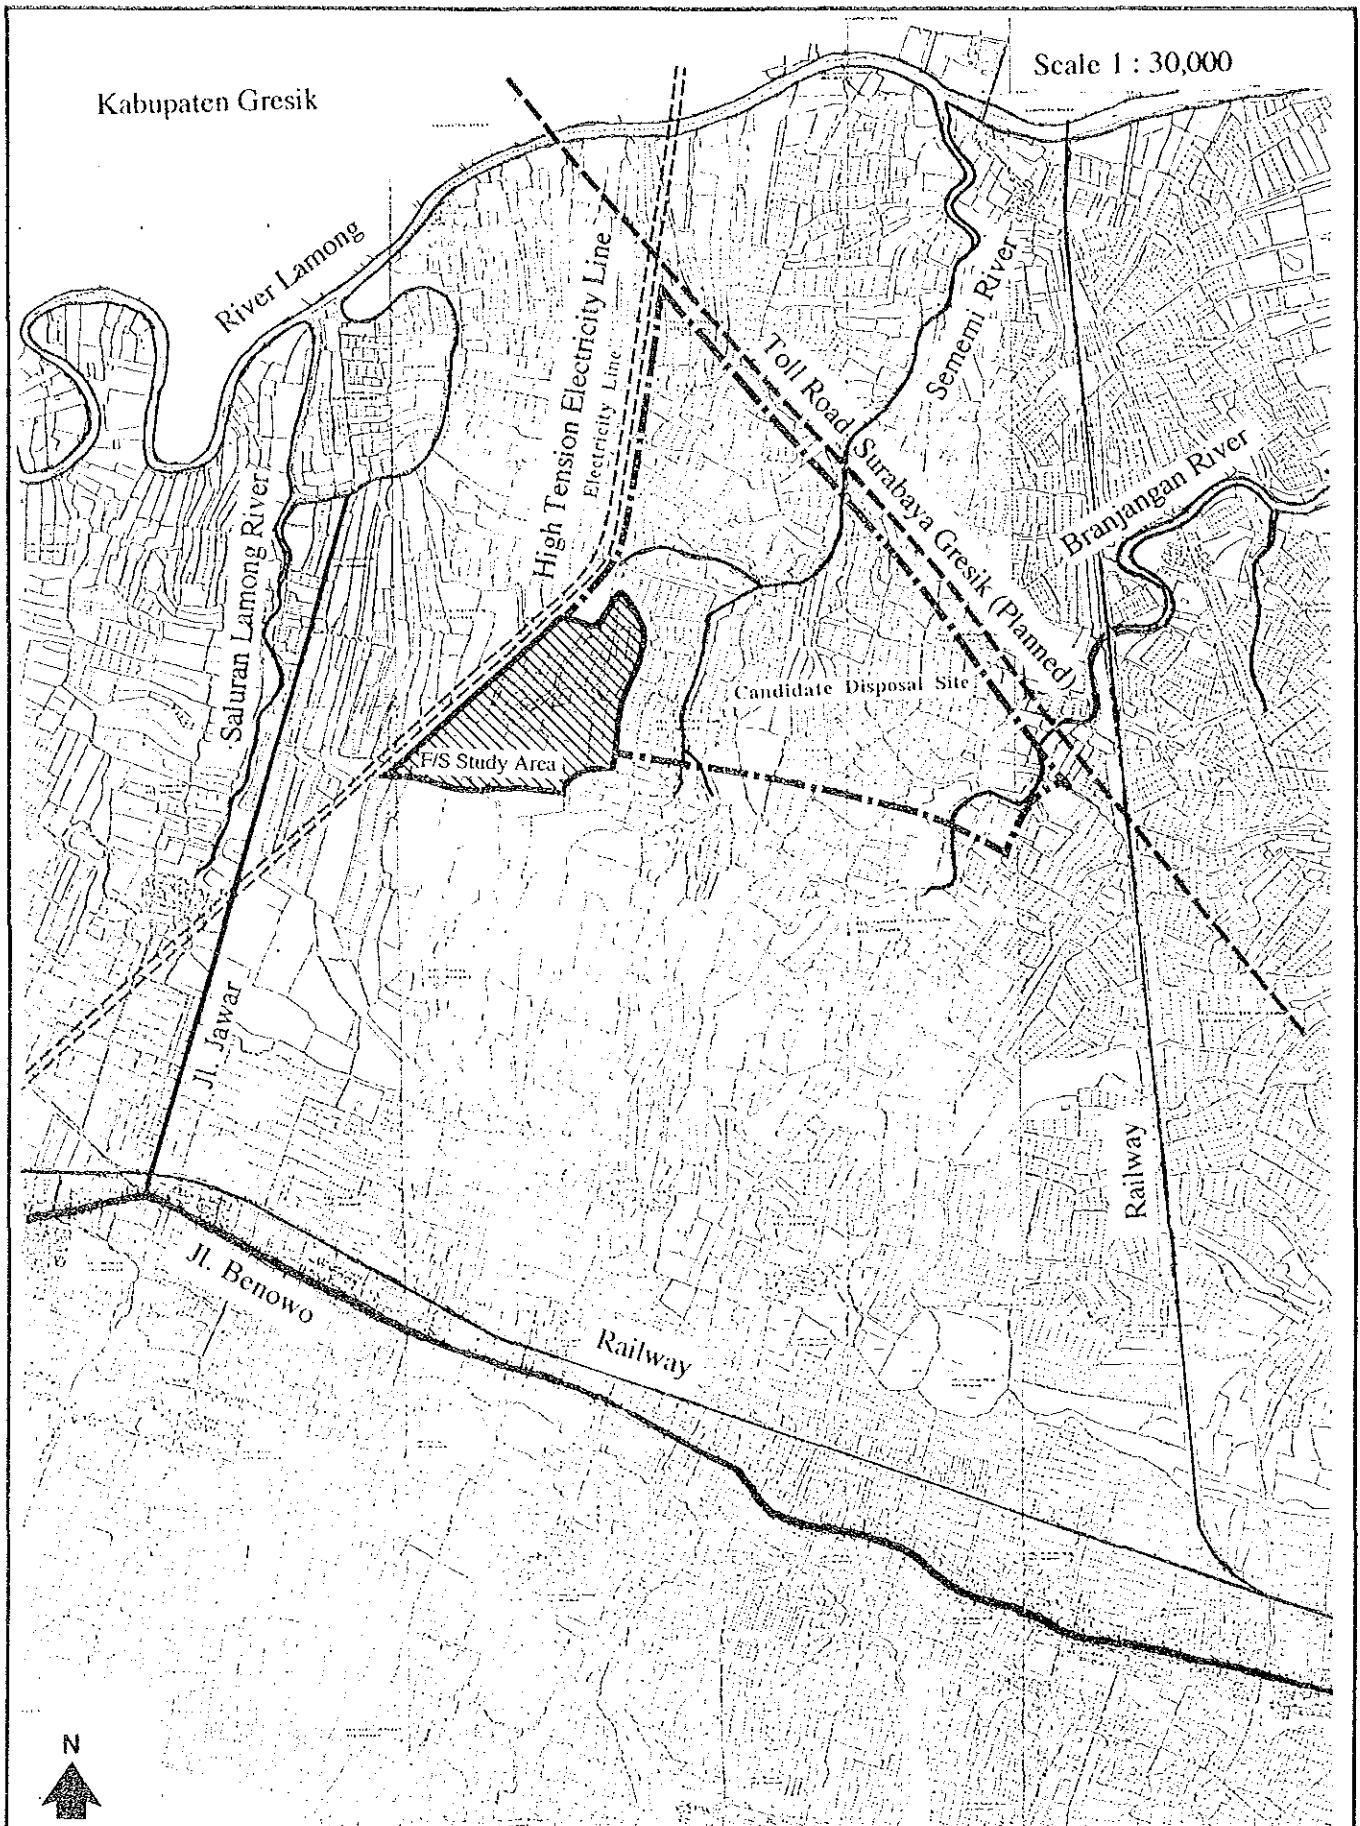 Scale 1 : 30,000
Kabupaten Gresik
River Lamong
High Tension Electricity Line
Electricity Line
Sememi River
Toll Road Surabaya Gresik (Planned)
Branjangan River
Saluran Lamong River
Candidate Disposal Site
F/S Study Area
Jl. Jawar
Railway
Jl. Benowo
Railway
N